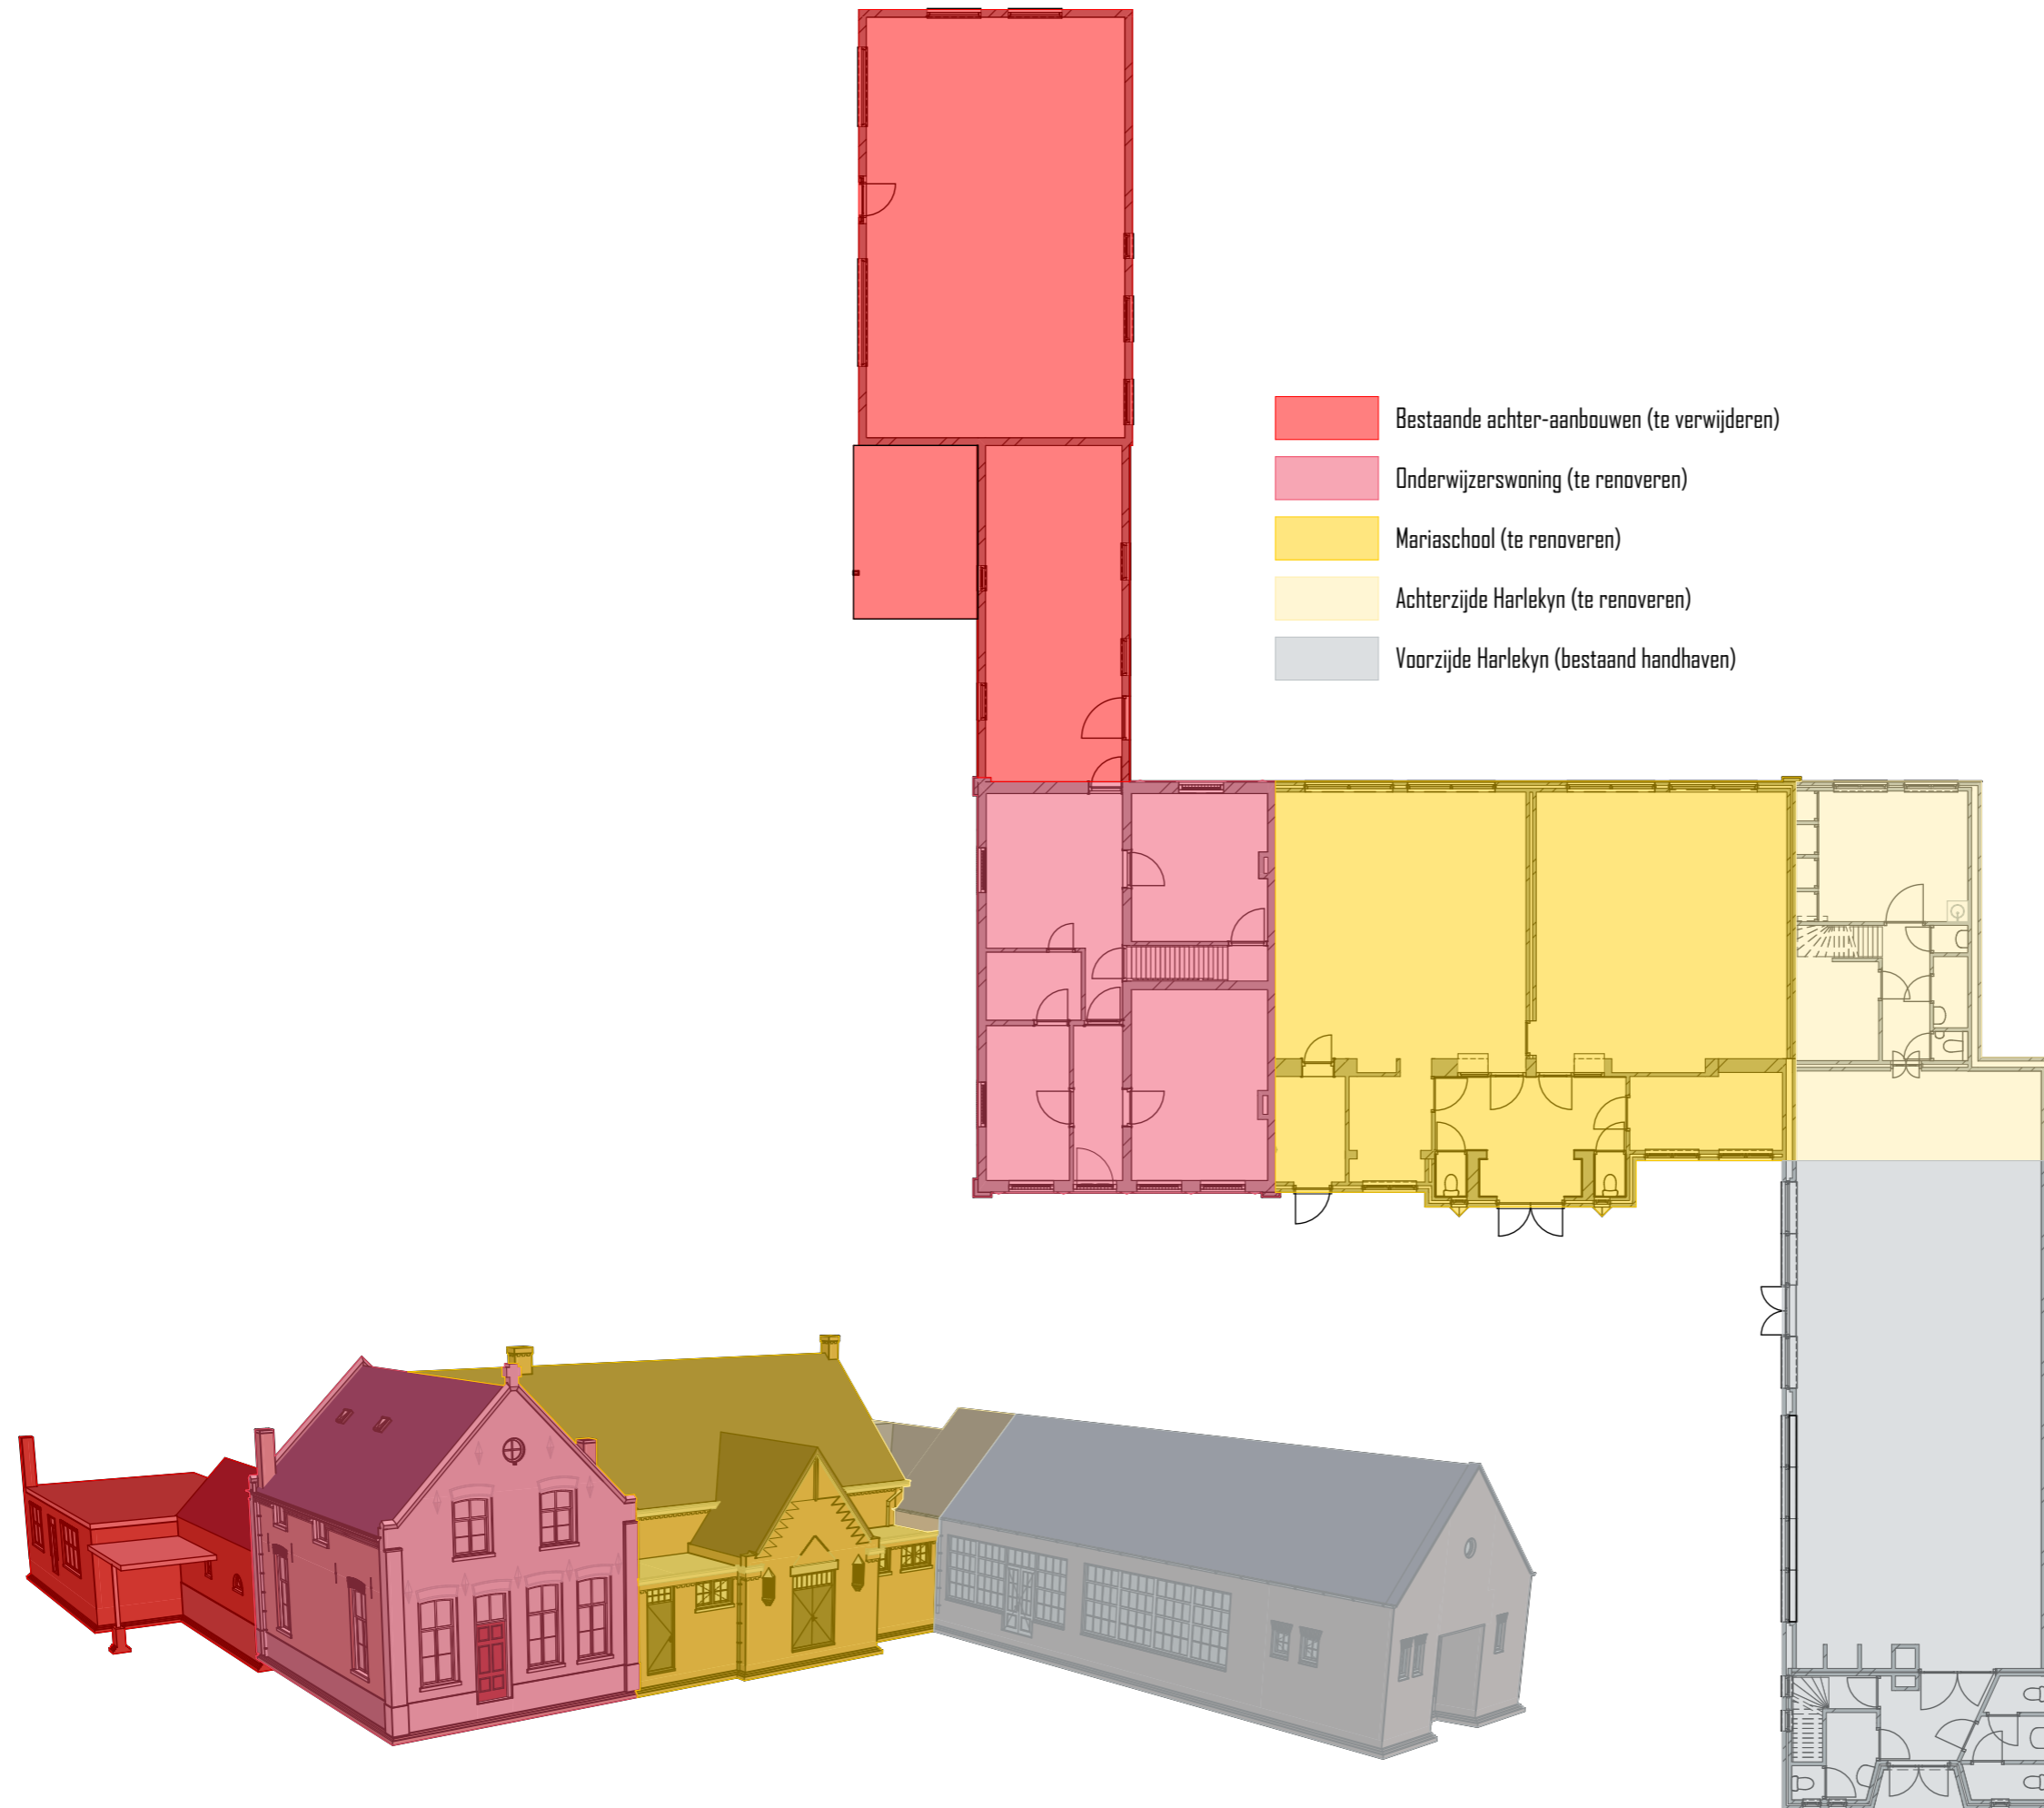 Bestaande achter-aanbouwen (te verwijderen)
Onderwijzerswoning (te renoveren)
Mariaschool (te renoveren)
Achterzijde Harlekyn (te renoveren)
Voorzijde Harlekyn (bestaand handhaven)